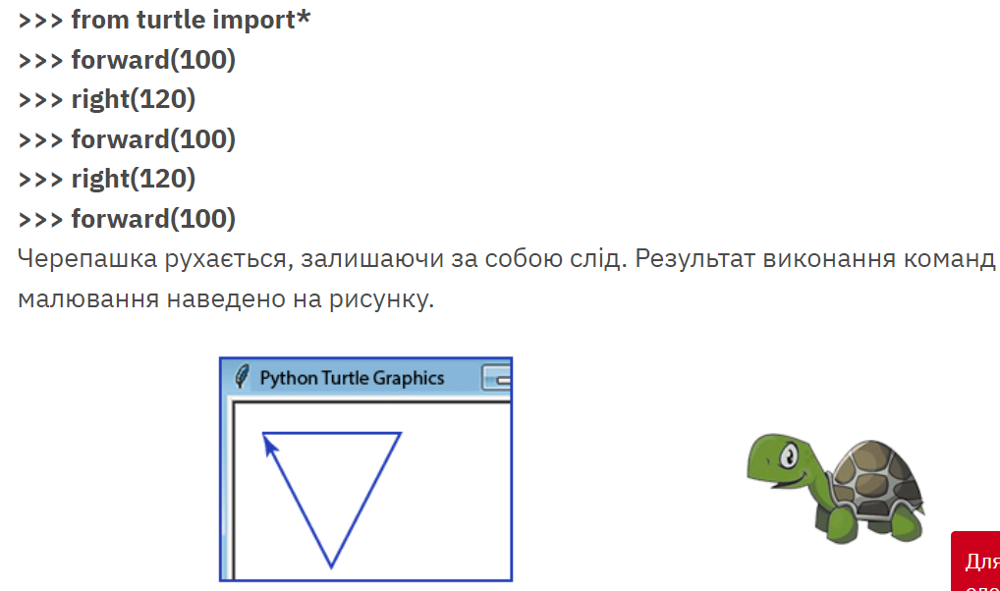 >>> from turtle import*
>>> forward(100)
>>> right(120)
>>> forward(100)
>>> right(120)
>>> forward(100)
Черепашка рухається, залишаючи за собою слід. Результат виконання команд
малювання наведено на рисунку.
Python Turtle Graphics
Для